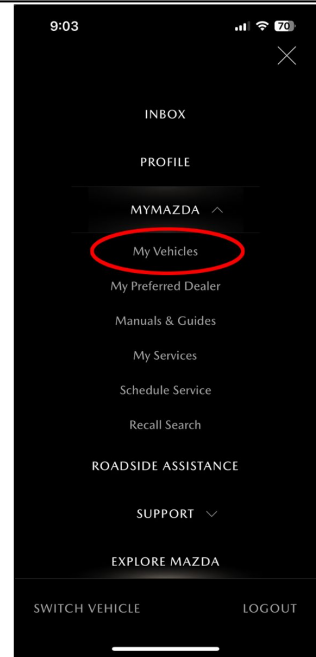 9:03
70
INBOX
PROFILE
MYMAZDA
My Vehicles
My Preferred Dealer
Manuals & Guides
My Services
Schedule Service
Recall Search
ROADSIDE ASSISTANCE
SUPPORT
EXPLORE MAZDA
SWITCH VEHICLE LOGOUT